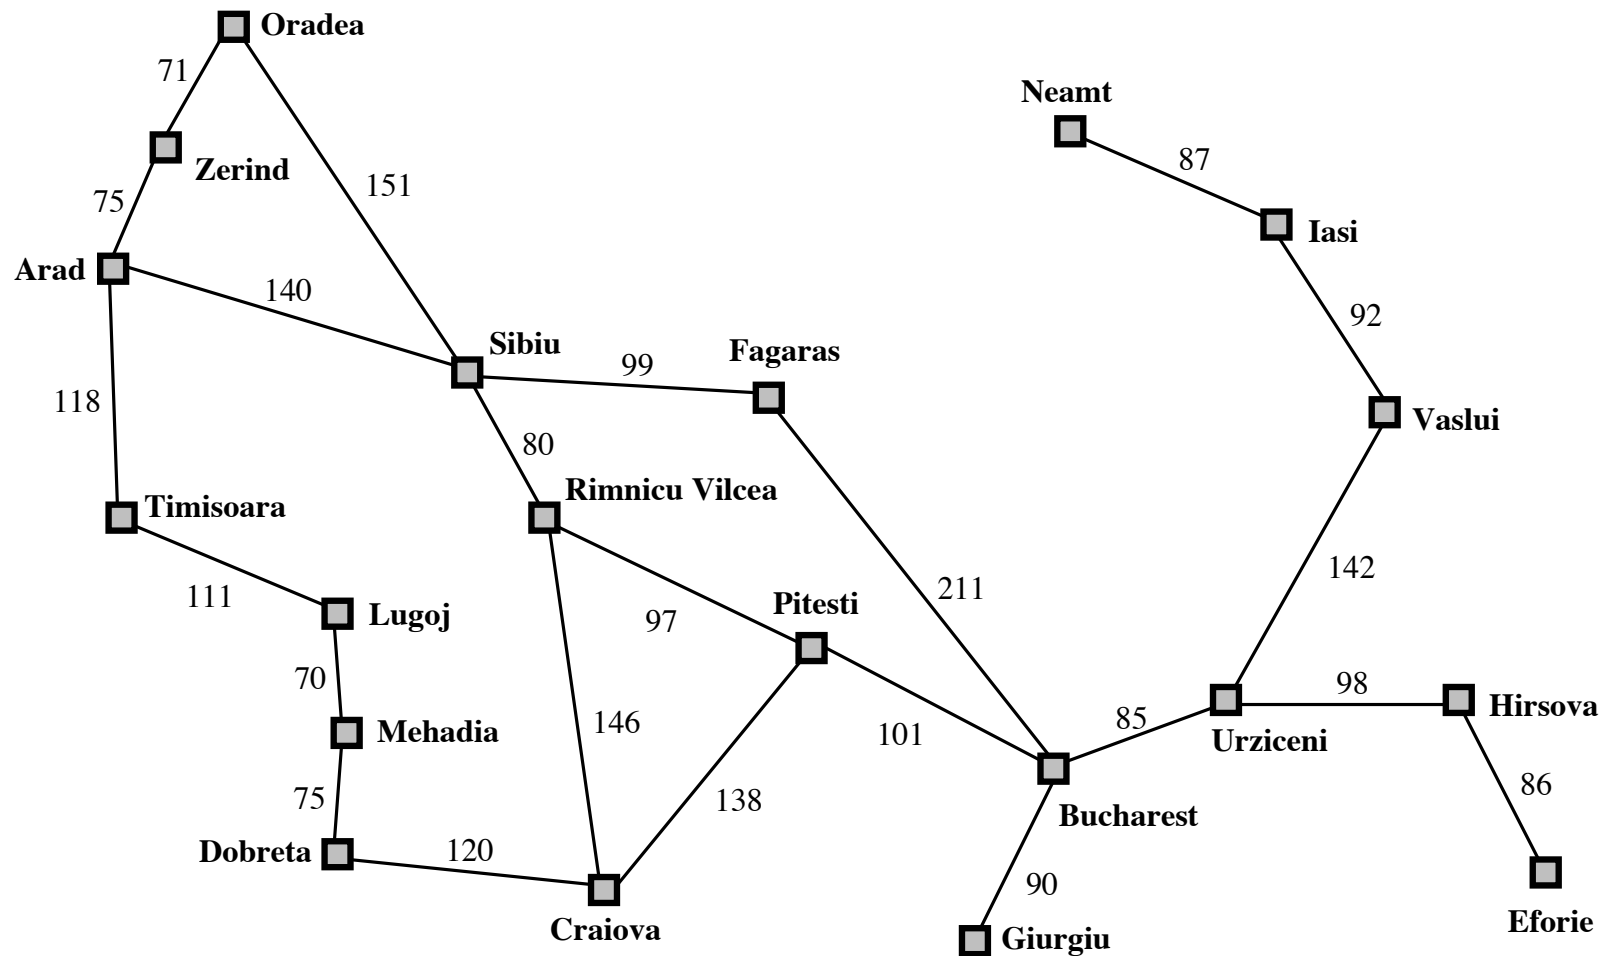 Oradea
71
Neamt
87
Zerind
151
75
Iasi
Arad
140
92
Sibiu
Fagaras
99
118
Vaslui
80
Rimnicu Vilcea
Timisoara
142
211
111
Lugoj
Pitesti
97
70
98
Hirsova
146
85
Mehadia
101
Urziceni
86
75
138
Bucharest
Dobreta
120
90
Craiova
Eforie
Giurgiu